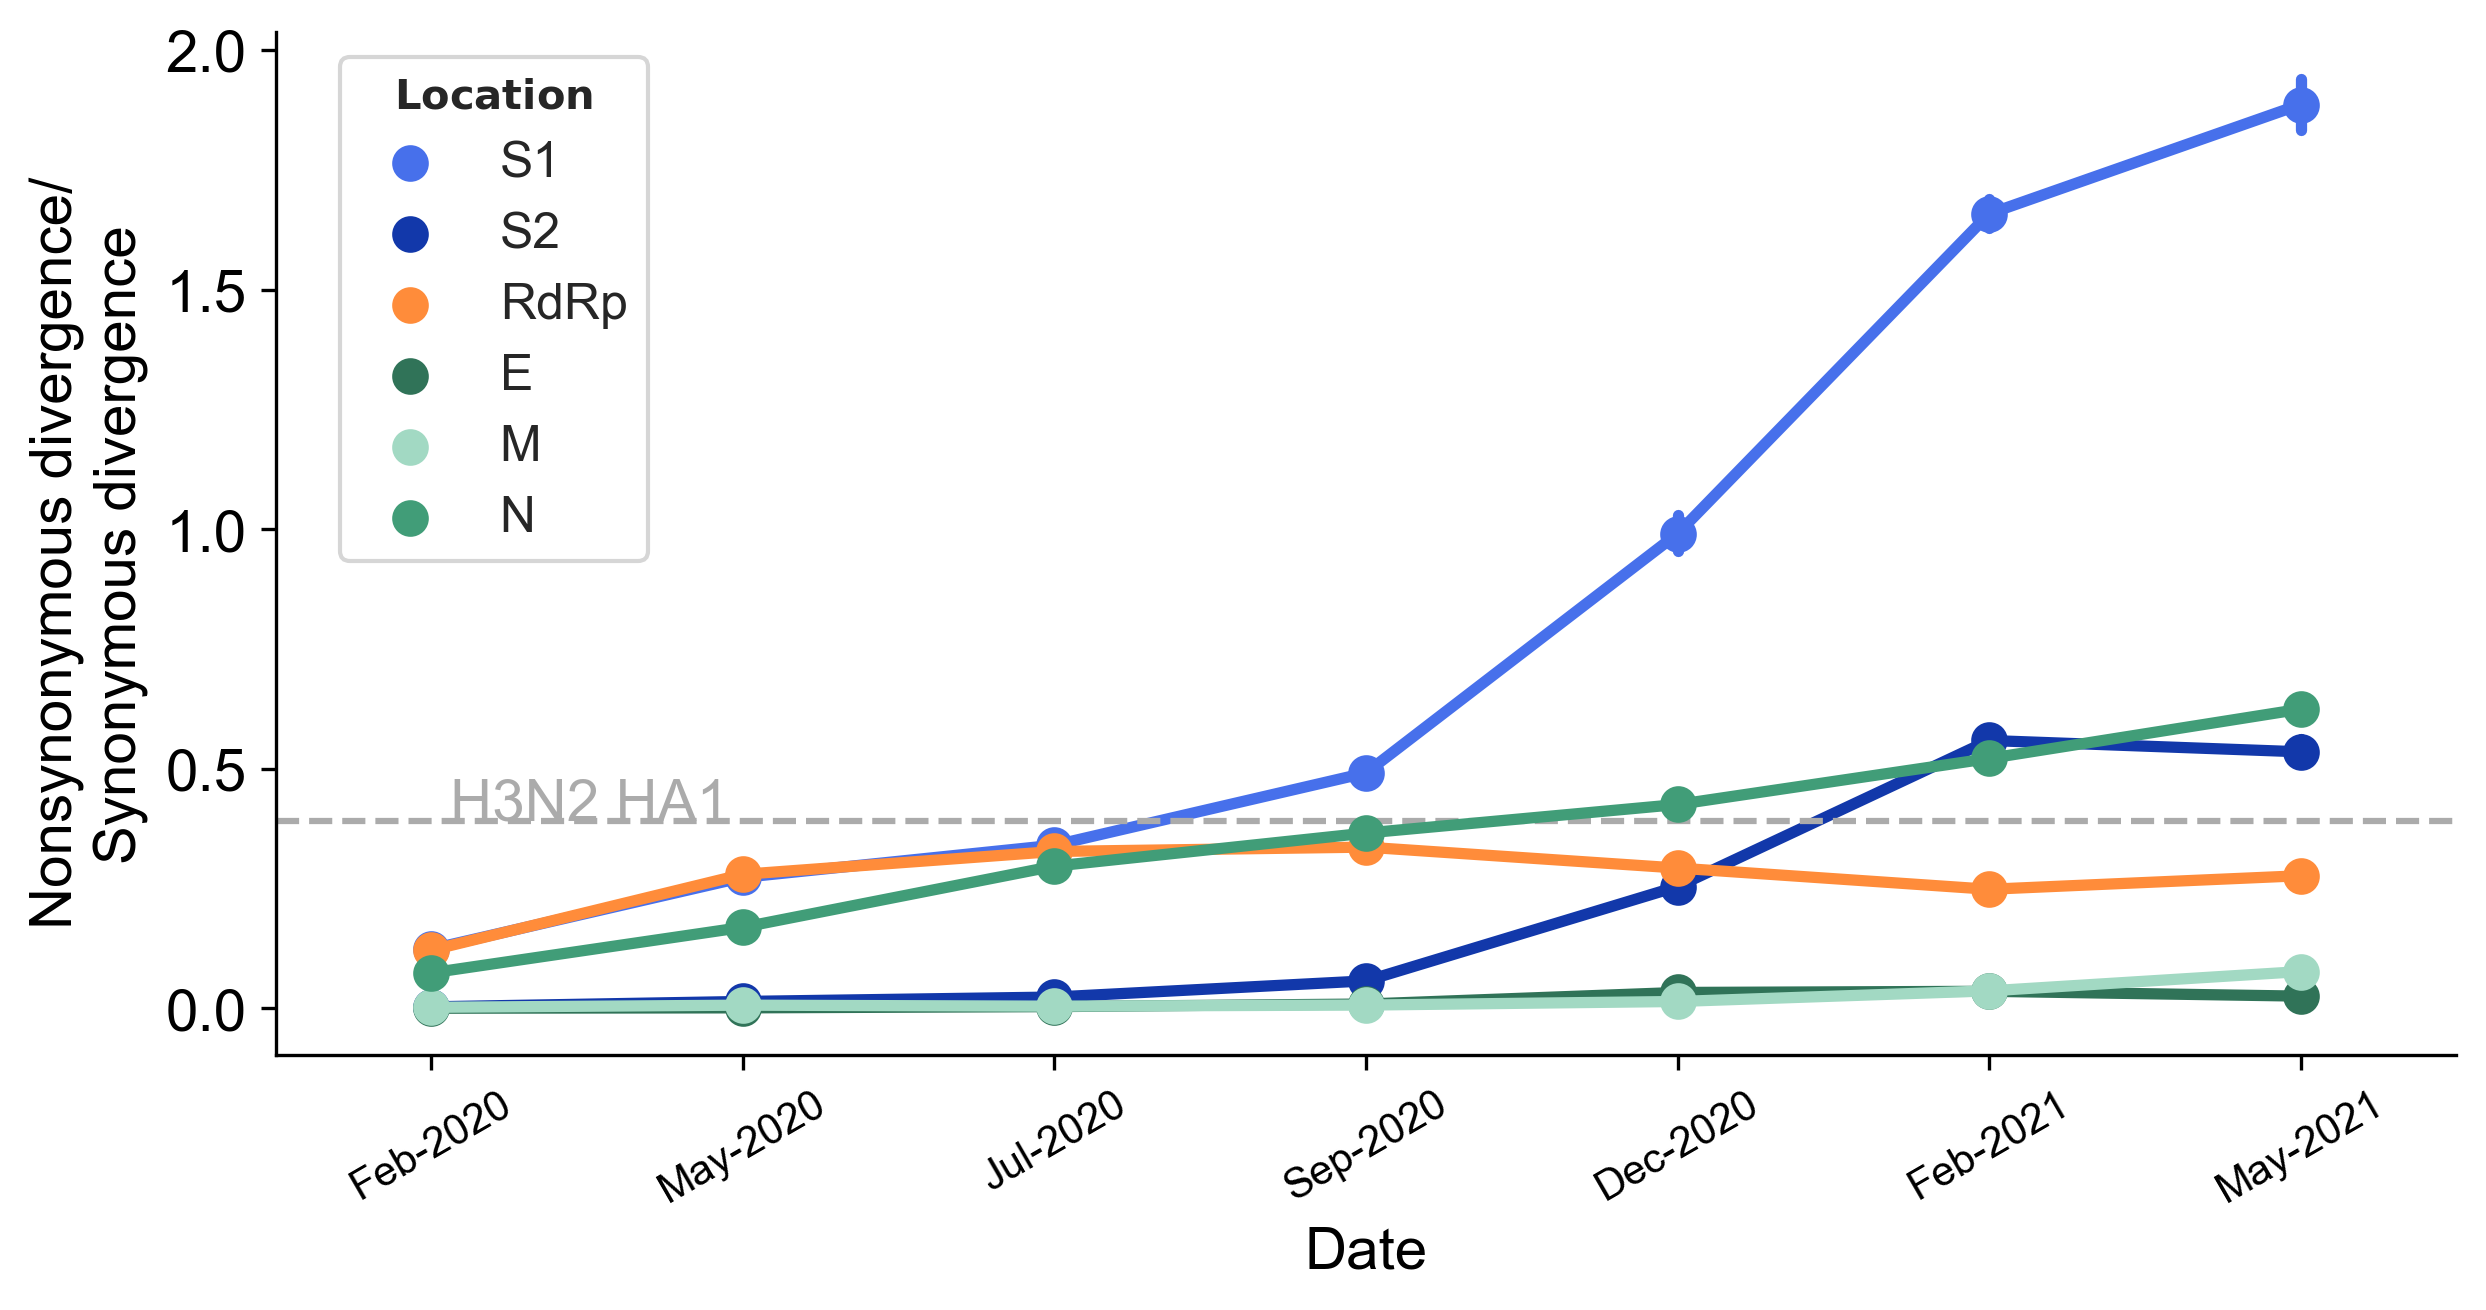 Nonsynonymous divergence/
Synonymous divergence
2.0
1.5
1.0
0.5
0.0
Location
S1
S2
RdRp
E
M
N
H3N2 HA1
Feb-2020
May-2020
Jul-2020
Sep-2020
Dec-2020
Feb-2021
May-2021
Date